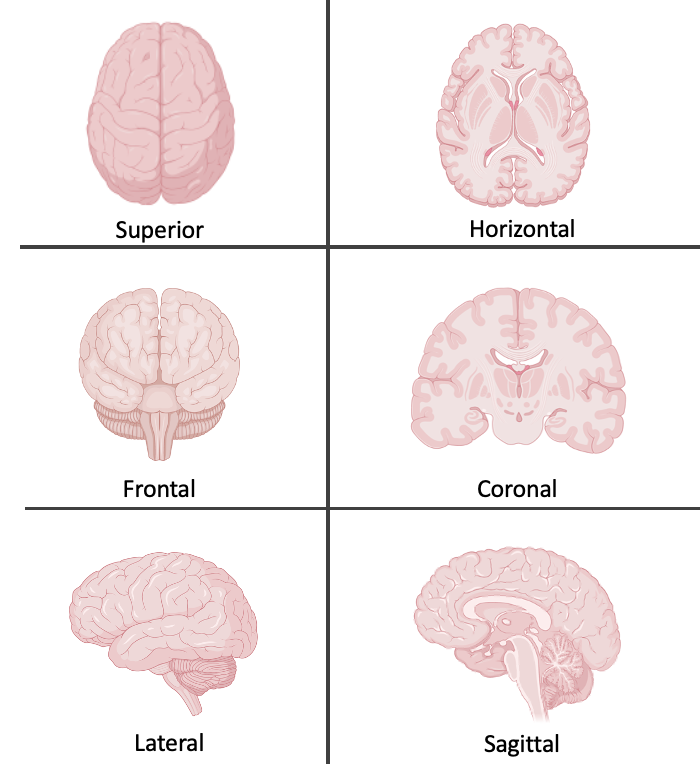 Superior
Horizontal
Frontal
Coronal
Lateral
Sagittal